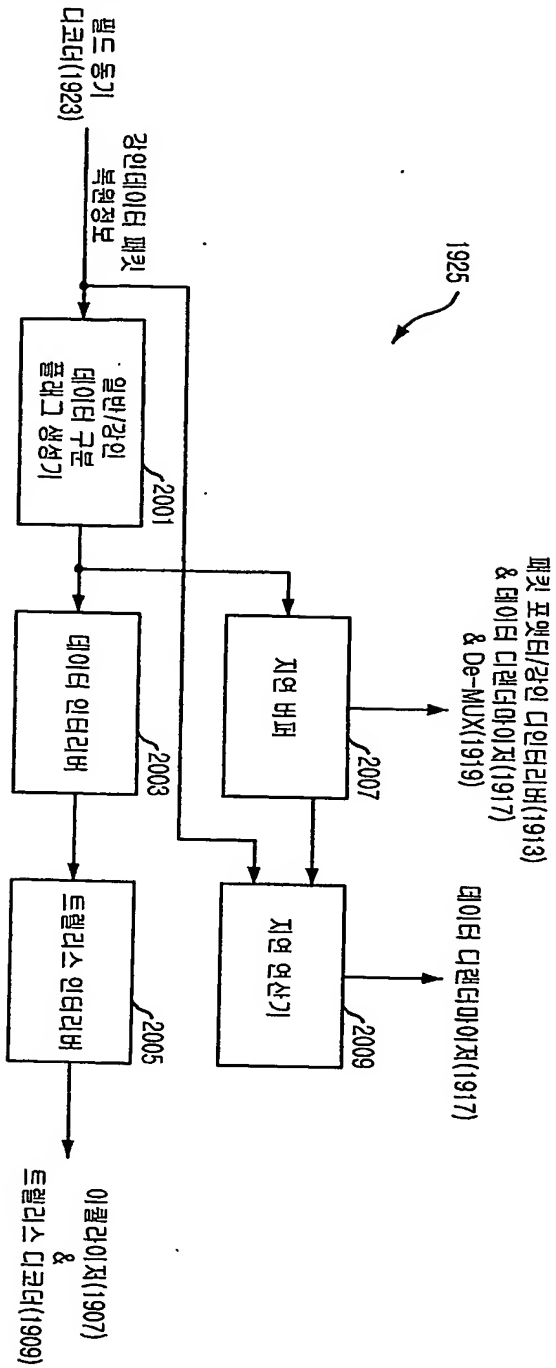 1925
필드 동기
디코더(1923)
강인데이터 패킷
복원정보
일반/강인
데이터 구분
플래그 생성기
2001
데이터 인터리버
2003
트렐리스 인터리버
2005
이퀄라이저(1907)
&
트렐리스 디코더(1909)
지연 버퍼
2007
패킷 포맷터/강인 디인터리버(1913)
& 데이터 디랜더마이저(1917)
& De-MUX(1919)
지연 연산기
2009
데이터 디랜더마이저(1917)